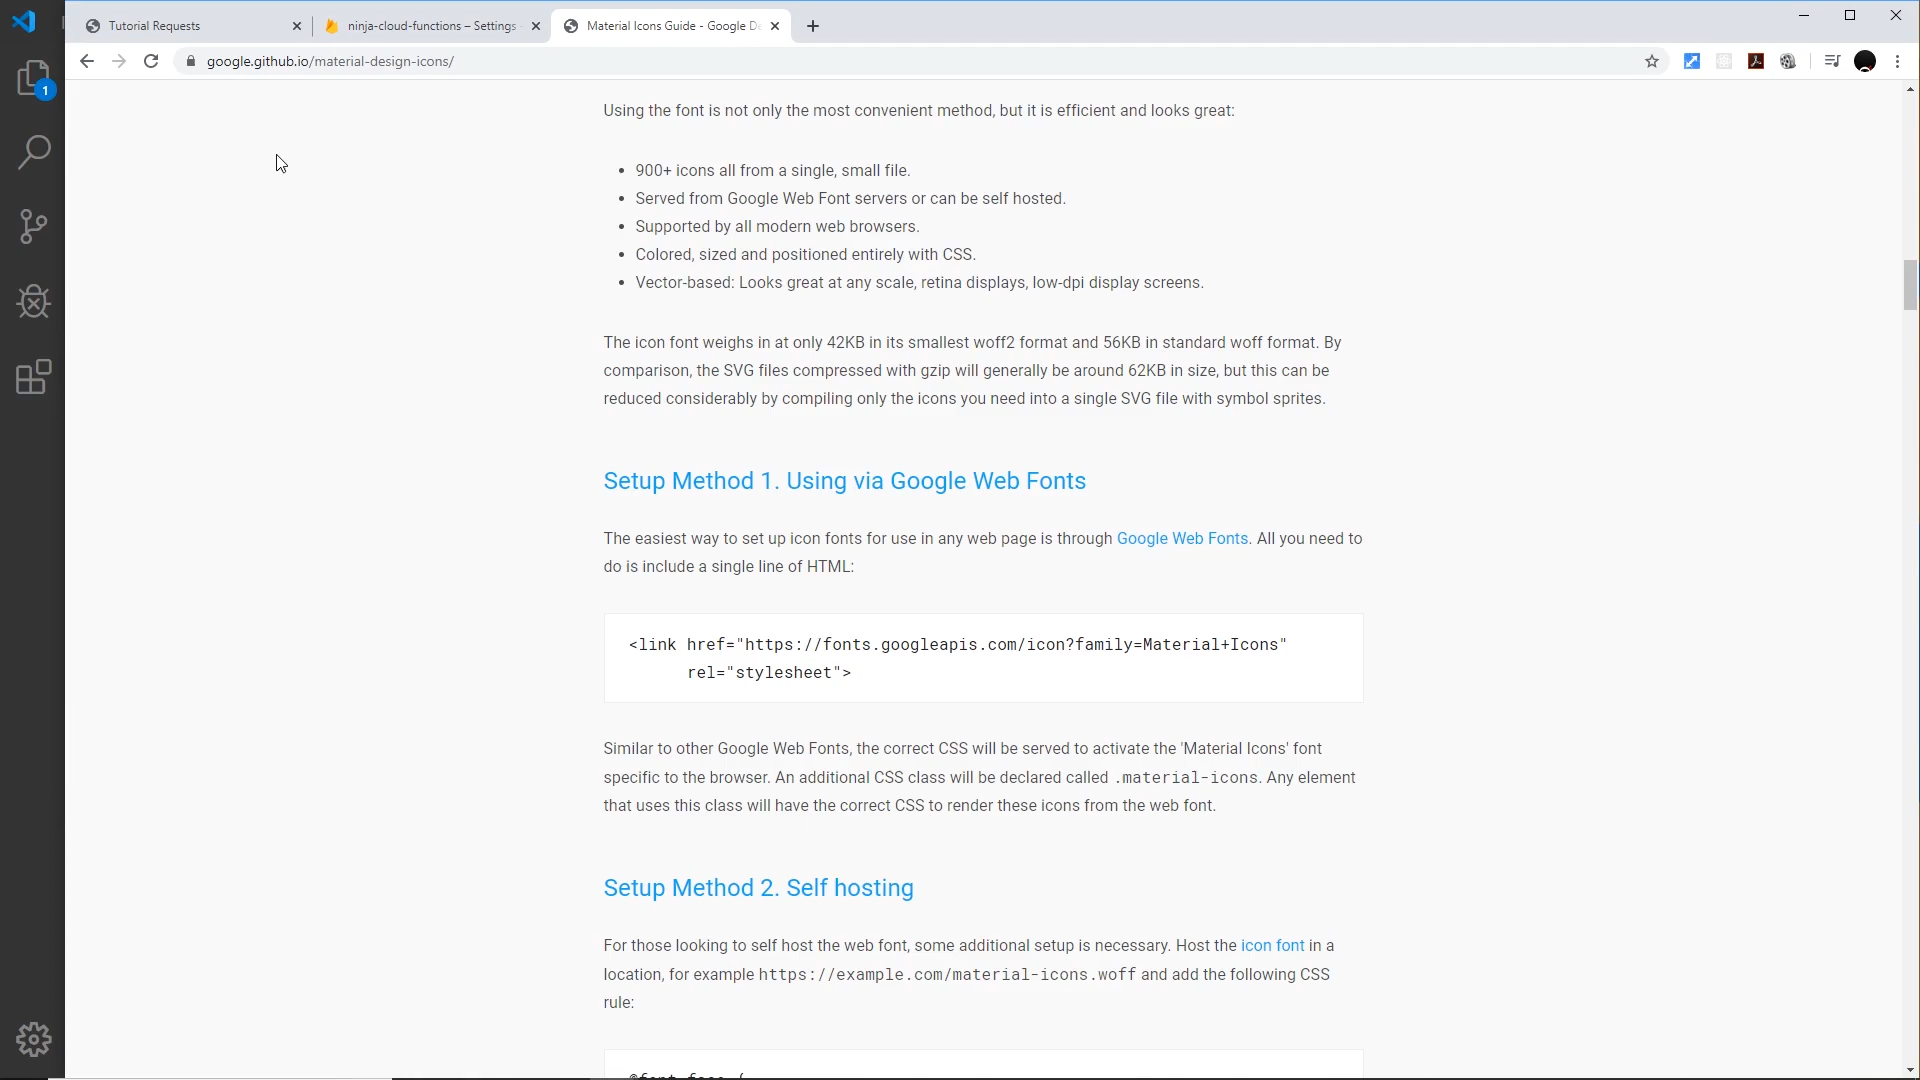 Tutorial Requests
ninja-cloud-functions – Settings
Material Icons Guide - Google De
google.github.io/material-design-icons/
1
Using the font is not only the most convenient method, but it is efficient and looks great:
• 900+ icons all from a single, small file.
• Served from Google Web Font servers or can be self hosted.
• Supported by all modern web browsers.
• Colored, sized and positioned entirely with CSS.
• Vector-based: Looks great at any scale, retina displays, low-dpi display screens.
The icon font weighs in at only 42KB in its smallest woff2 format and 56KB in standard woff format. By
comparison, the SVG files compressed with gzip will generally be around 62KB in size, but this can be
reduced considerably by compiling only the icons you need into a single SVG file with symbol sprites.
Setup Method 1. Using via Google Web Fonts
The easiest way to set up icon fonts for use in any web page is through Google Web Fonts. All you need to
do is include a single line of HTML:
<link href="https://fonts.googleapis.com/icon?family=Material+Icons"
rel="stylesheet">
Similar to other Google Web Fonts, the correct CSS will be served to activate the 'Material Icons' font
specific to the browser. An additional CSS class will be declared called .material-icons. Any element
that uses this class will have the correct CSS to render these icons from the web font.
Setup Method 2. Self hosting
For those looking to self host the web font, some additional setup is necessary. Host the icon font in a
location, for example https://example.com/material-icons.woff and add the following CSS
rule:
@font-face {